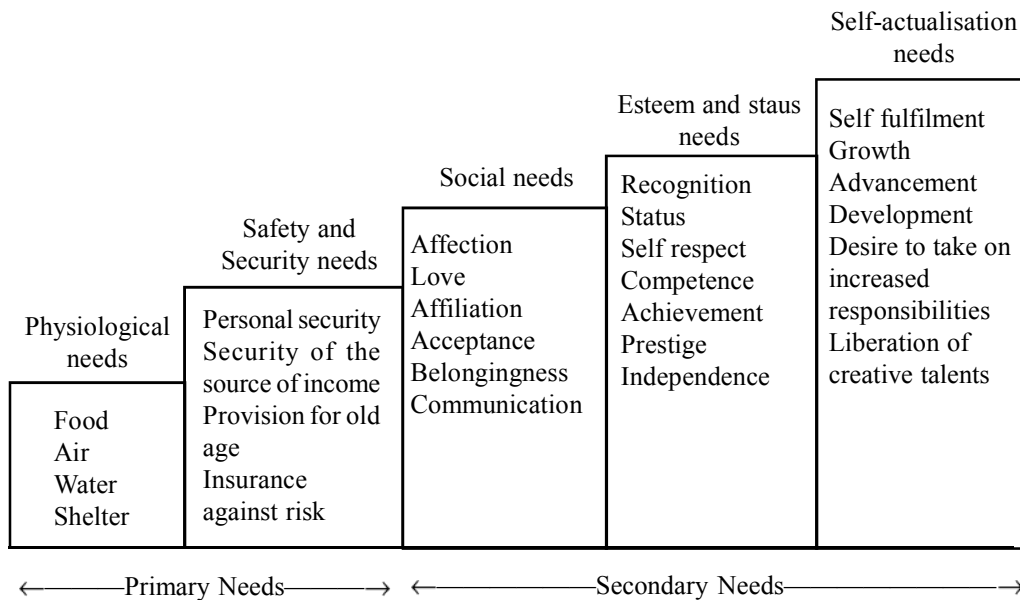 Physiological
needs
Food
Air
Water
Shelter
Safety and
Security needs
Personal security
Security of the
source of income
Provision for old
age
Insurance
against risk
Social needs
Affection
Love
Affiliation
Acceptance
Belongingness
Communication
Esteem and staus
needs
Recognition
Status
Self respect
Competence
Achievement
Prestige
Independence
Self-actualisation
needs
Self fulfilment
Growth
Advancement
Development
Desire to take on
increased
responsibilities
Liberation of
creative talents
Primary Needs
Secondary Needs